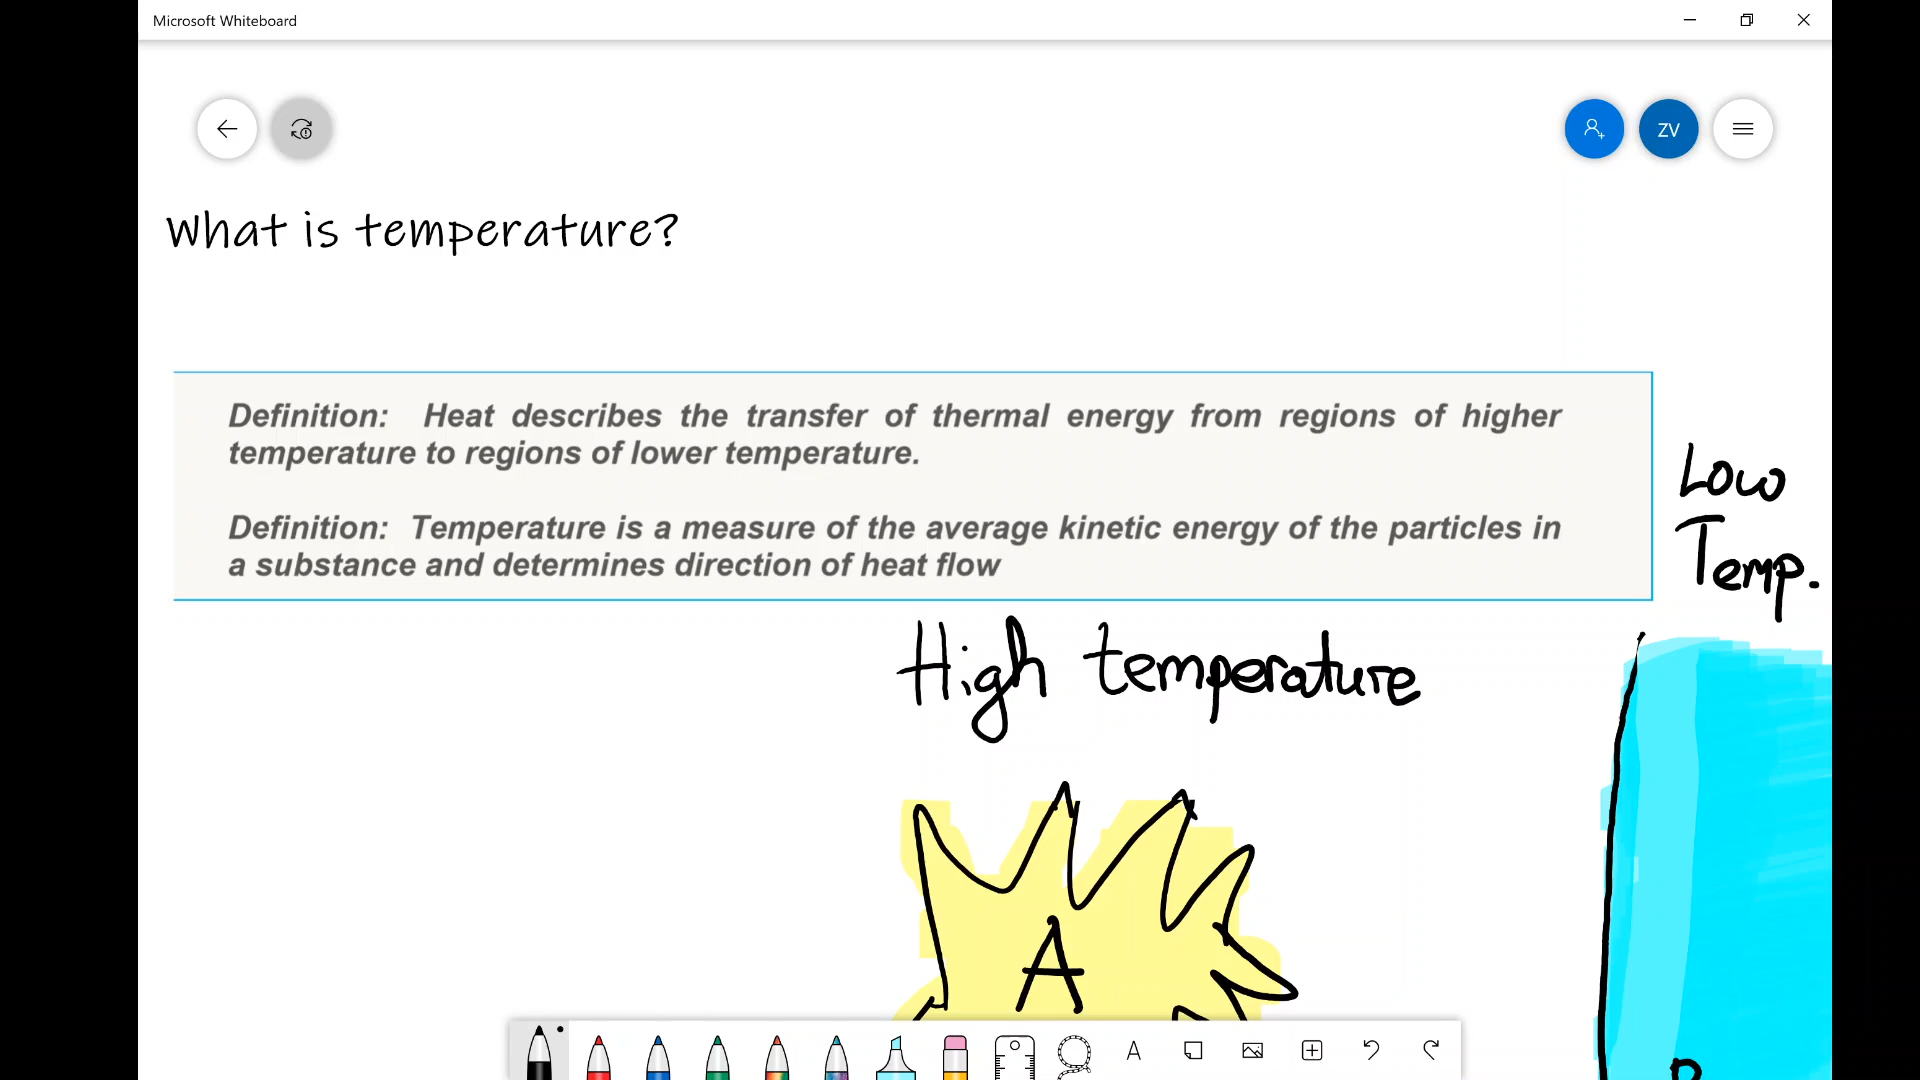 Microsoft Whiteboard
ZV
What is temperature?
Definition: Heat describes the transfer of thermal energy from regions of higher
temperature to regions of lower temperature.
Definition: Temperature is a measure of the average kinetic energy of the particles in
a substance and determines direction of heat flow
Low
Temp.
High temperature
A